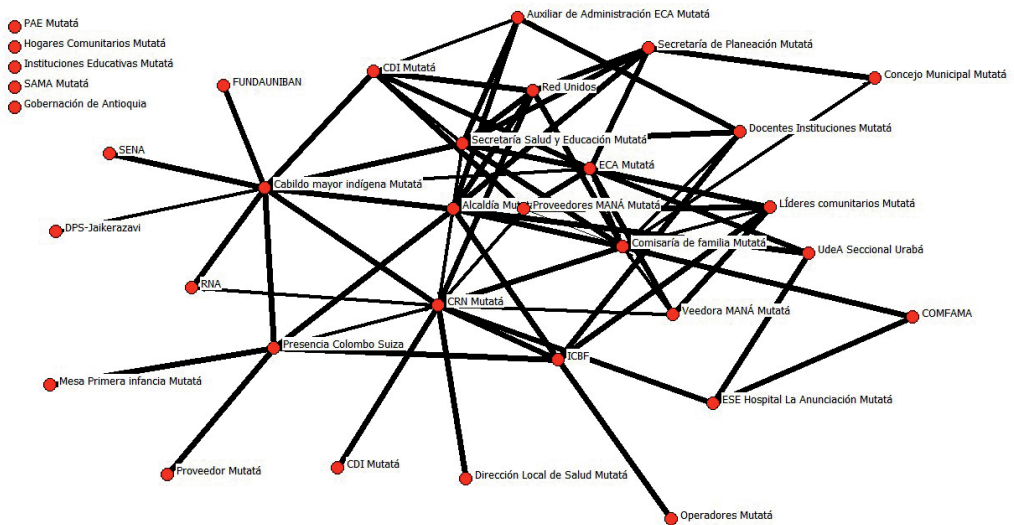 PAE Mutatá
Hogares Comunitarios Mutatá
Instituciones Educativas Mutatá
SAMA Mutatá
Gobernación de Antioquia
Auxiliar de Administración ECA Mutatá
Secretaría de Planeación Mutatá
CDI Mutatá
Concejo Municipal Mutatá
FUNDAUNIBAN
Red Unidos
Docentes Instituciones Mutatá
Secretaría Salud y Educación Mutatá
SENA
ECA Mutatá
Cabildo mayor indígena Mutatá
Alcaldía Mutatá
Proveedores MANÁ Mutatá
Líderes comunitarios Mutatá
DPS-Jaikerazavi
Comisaría de familia Mutatá
UdeA Seccional Urabá
RNA
CRN Mutatá
Veedora MANÁ Mutatá
COMFAMA
Presencia Colombo Suiza
ICBF
Mesa Primera infancia Mutatá
ESE Hospital La Anunciación Mutatá
Proveedor Mutatá
CDI Mutatá
Dirección Local de Salud Mutatá
Operadores Mutatá